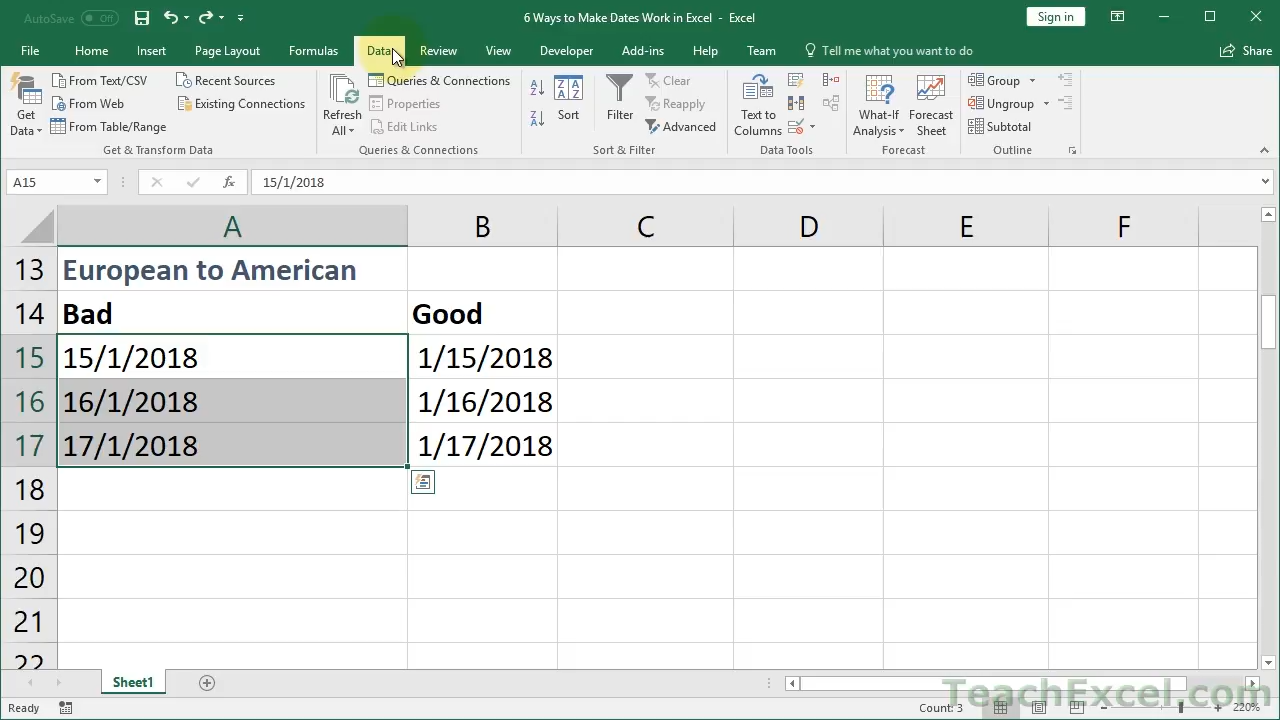 AutoSave Off
6 Ways to Make Dates Work in Excel - Excel
Sign in
File Home Insert Page Layout Formulas Data Review View Developer Add-ins Help Team Tell me what you want to do Share
Get Data
From Text/CSV
From Web
From Table/Range
Recent Sources
Existing Connections
Get & Transform Data
Refresh All
Queries & Connections
Properties
Edit Links
Queries & Connections
Sort
Filter
Clear
Reapply
Advanced
Sort & Filter
Text to Columns
Data Tools
What-If Analysis
Forecast Sheet
Forecast
Group
Ungroup
Subtotal
Outline
A15 fx 15/1/2018
A B C D E F
13 European to American
14 Bad Good
15 15/1/2018 1/15/2018
16 16/1/2018 1/16/2018
17 17/1/2018 1/17/2018
18
19
20
21
22
Sheet1
Ready Count: 3 220%
TeachExcel.com